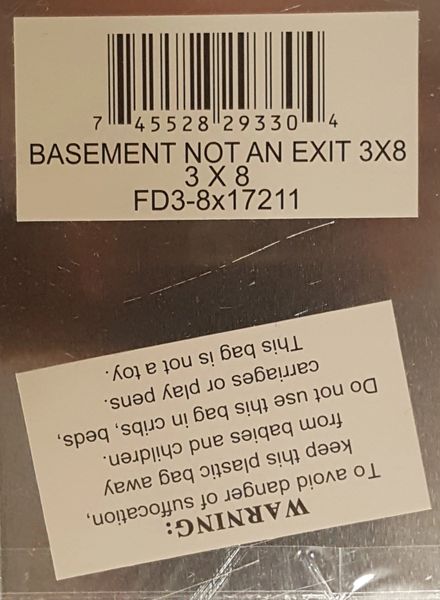 7 45528 29330 4
BASEMENT NOT AN EXIT 3X8
3 X 8
FD3-8x17211
WARNING:
To avoid danger of suffocation,
keep this plastic bag away
from babies and children.
Do not use this bag in cribs, beds,
carriages or play pens.
This bag is not a toy.